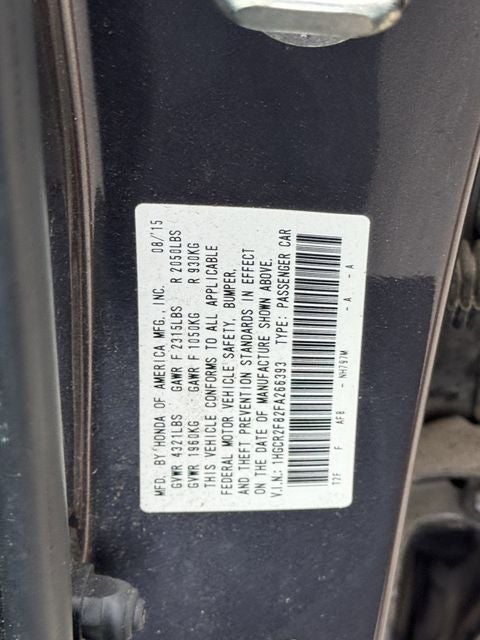 MFD. BY HONDA OF AMERICA MFG., INC. 08/15
GVWR 4321LBS GAWR F 2315LBS R 2050LBS
GVWR 1960KG GAWR F 1050KG R 930KG
THIS VEHICLE CONFORMS TO ALL APPLICABLE
FEDERAL MOTOR VEHICLE SAFETY, BUMPER,
AND THEFT PREVENTION STANDARDS IN EFFECT
ON THE DATE OF MANUFACTURE SHOWN ABOVE.
V.I.N.: 1HGCR2F82FA266393 TYPE: PASSENGER CAR
12F F AF8 - NH797M - A - A